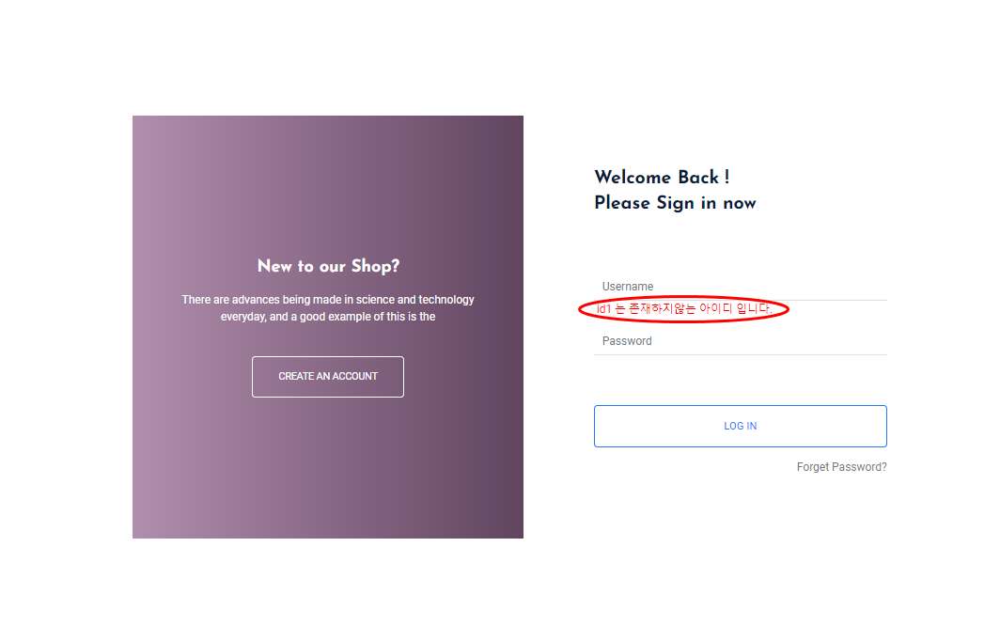 New to our Shop?
There are advances being made in science and technology
everyday, and a good example of this is the
CREATE AN ACCOUNT
Welcome Back !
Please Sign in now
Username
id1 는 존재하지않는 아이디 입니다.
Password
LOG IN
Forget Password?